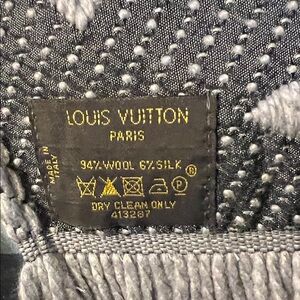 LOUIS VUITTON
PARIS
94% WOOL 6% SILK
®
DRY CLEAN ONLY
413287
MADE IN
ITALY